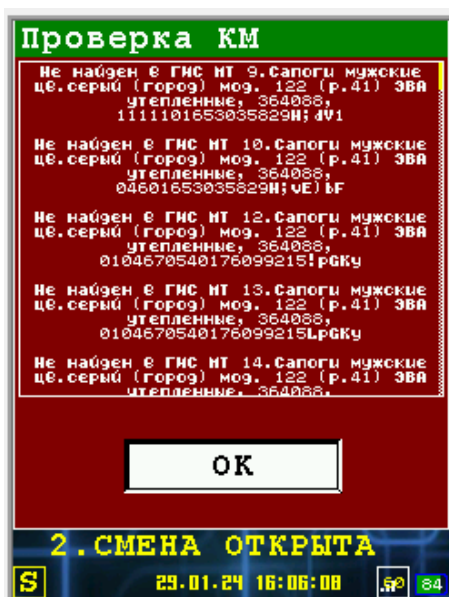 Проверка КМ
Не найден в ГИС МТ 9.Сапоги мужские
цв.серый (город) мод. 122 (р.41) ЭВА
утепленные, 364088,
1111101653035829H;dV1
Не найден в ГИС МТ 10.Сапоги мужские
цв.серый (город) мод. 122 (р.41) ЭВА
утепленные, 364088,
04601653035829H;vE)bF
Не найден в ГИС МТ 12.Сапоги мужские
цв.серый (город) мод. 122 (р.41) ЭВА
утепленные, 364088,
0104670540176099215!pGKy
Не найден в ГИС МТ 13.Сапоги мужские
цв.серый (город) мод. 122 (р.41) ЭВА
утепленные, 364088,
0104670540176099215LpGKy
Не найден в ГИС МТ 14.Сапоги мужские
цв.серый (город) мод. 122 (р.41) ЭВА
утепленные, 364088,
ОК
2.СМЕНА ОТКРЫТА
S 29.01.24 16:06:08 84